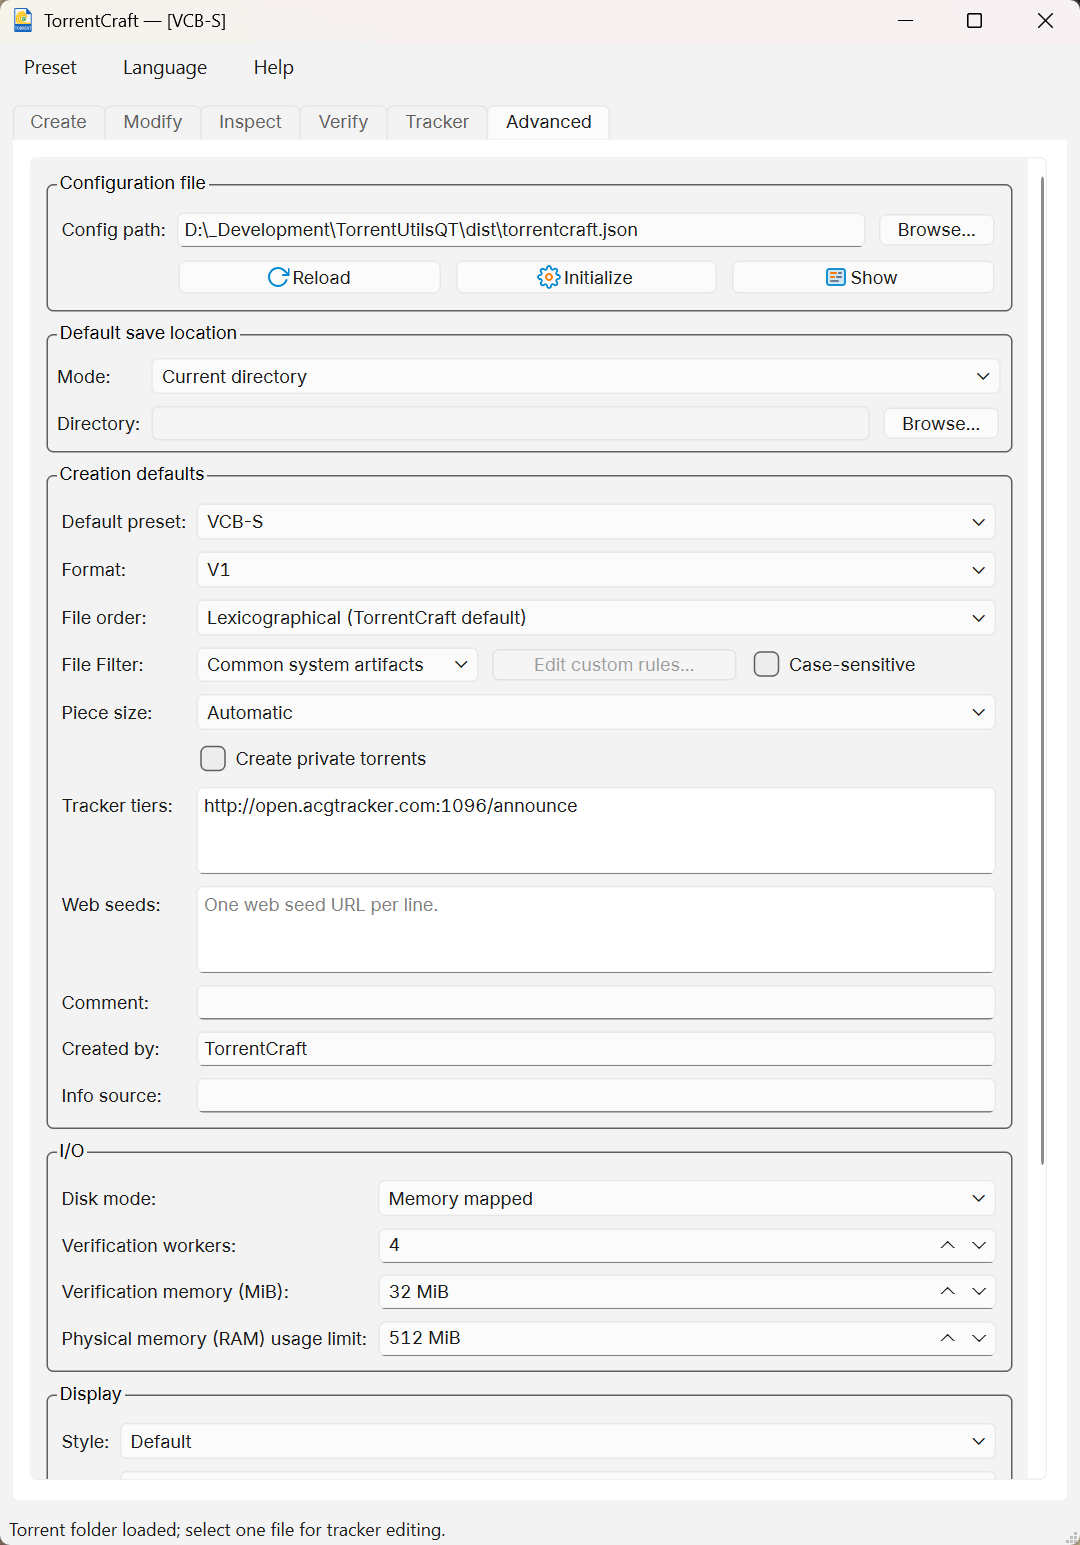 TorrentCraft — [VCB-S]
Preset Language Help
Create Modify Inspect Verify Tracker Advanced
Configuration file
Config path: D:\_Development\TorrentUtilsQT\dist\torrentcraft.json Browse...
Reload Initialize Show
Default save location
Mode: Current directory
Directory: Browse...
Creation defaults
Default preset: VCB-S
Format: V1
File order: Lexicographical (TorrentCraft default)
File Filter: Common system artifacts Edit custom rules... Case-sensitive
Piece size: Automatic
Create private torrents
Tracker tiers: http://open.acgtracker.com:1096/announce
Web seeds: One web seed URL per line.
Comment:
Created by: TorrentCraft
Info source:
I/O
Disk mode: Memory mapped
Verification workers: 4
Verification memory (MiB): 32 MiB
Physical memory (RAM) usage limit: 512 MiB
Display
Style: Default
Torrent folder loaded; select one file for tracker editing.